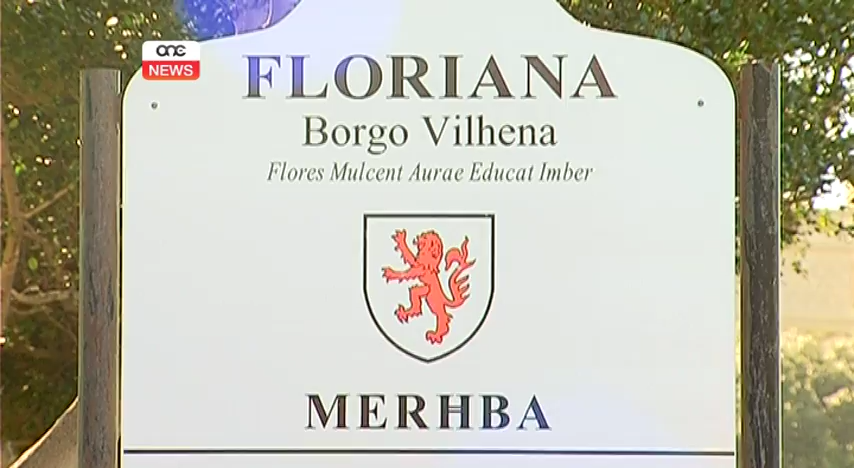 one
NEWS
FLORIANA
Borgo Vilhena
Flores Mulcent Aurae Educat Imber
MERĦBA